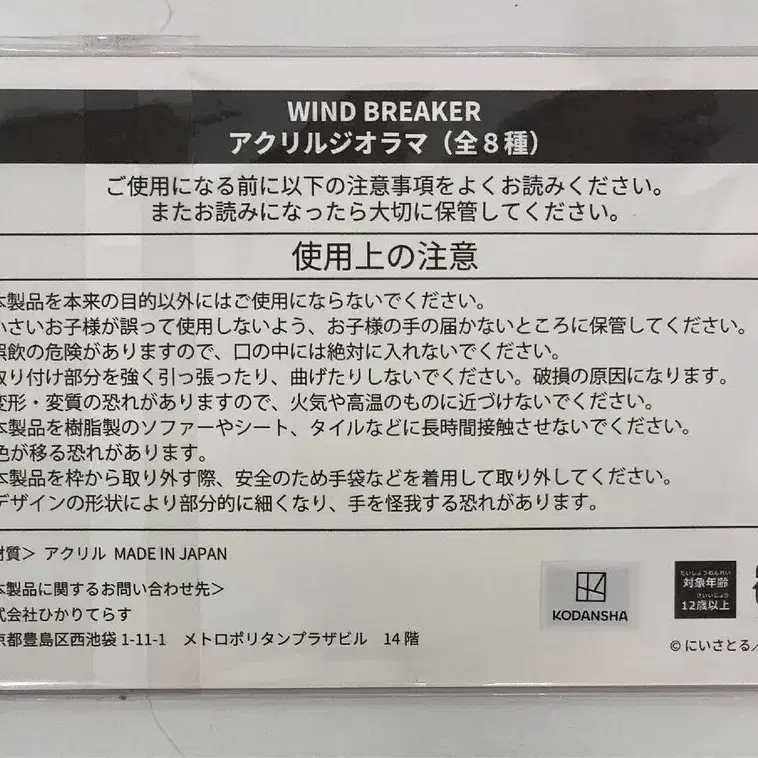 WIND BREAKER
アクリルジオラマ（全８種）
ご使用になる前に以下の注意事項をよくお読みください。
またお読みになったら大切に保管してください。
使用上の注意
本製品を本来の目的以外にはご使用にならないでください。
小さいお子様が誤って使用しないよう、お子様の手の届かないところに保管してください。
誤飲の危険がありますので、口の中には絶対に入れないでください。
取り付け部分を強く引っ張ったり、曲げたりしないでください。破損の原因になります。
変形・変質の恐れがありますので、火気や高温のものに近づけないでください。
本製品を樹脂製のソファーやシート、タイルなどに長時間接触させないでください。
色が移る恐れがあります。
本製品を枠から取り外す際、安全のため手袋などを着用して取り外してください。
デザインの形状により部分的に細くなり、手を怪我する恐れがあります。
材質＞ アクリル MADE IN JAPAN
本製品に関するお問い合わせ先＞
式会社ひかりてらす
京都豊島区西池袋 1-11-1　メトロポリタンプラザビル　14 階
KODANSHA
たいしょうねんれい
対象年齢
さいいじょう
12歳以上
© にいさとる／